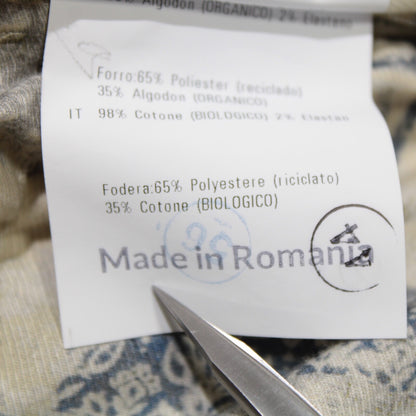 % Algodon (ORGANICO) 2% Elastano
Forro:65% Poliester (reciclado)
35% Algodon (ORGANICO)
IT 98% Cotone (BIOLOGICO) 2% Elastan
Fodera:65% Polyestere (riciclato)
35% Cotone (BIOLOGICO)
Made in Romania